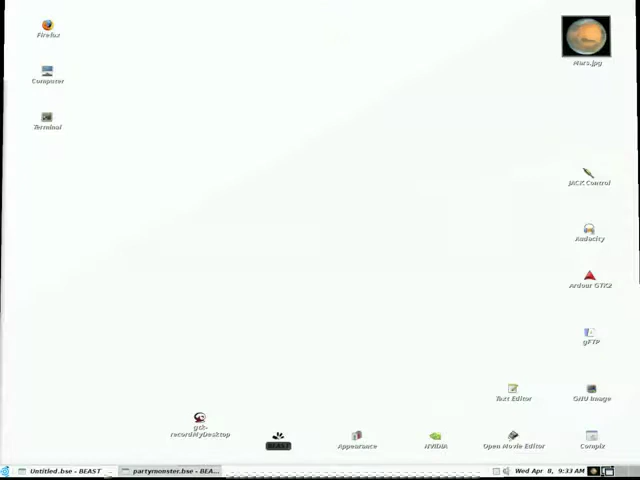 Firefox
Mars.jpg
Computer
Terminal
JACK Control
Audacity
Ardour GTK2
gFTP
Text Editor
GNU Image
gtk-
recordMyDesktop
BEAST
Appearance
NVIDIA
Open Movie Editor
Compiz
Untitled.bse - BEAST
partymonster.bse - BEA...
Wed Apr 8, 9:33 AM